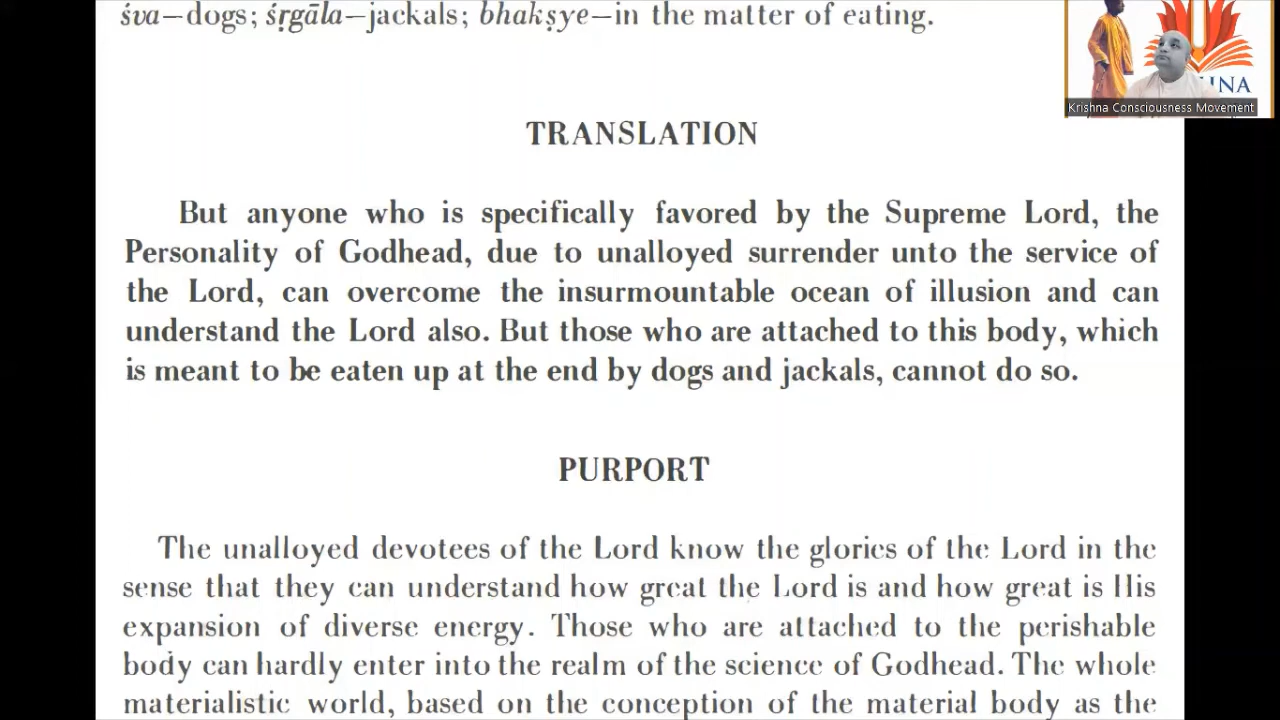 śva—dogs; śṛgāla—jackals; bhakṣye—in the matter of eating.
TRANSLATION
But anyone who is specifically favored by the Supreme Lord, the
Personality of Godhead, due to unalloyed surrender unto the service of
the Lord, can overcome the insurmountable ocean of illusion and can
understand the Lord also. But those who are attached to this body, which
is meant to be eaten up at the end by dogs and jackals, cannot do so.
PURPORT
The unalloyed devotees of the Lord know the glories of the Lord in the
sense that they can understand how great the Lord is and how great is His
expansion of diverse energy. Those who are attached to the perishable
body can hardly enter into the realm of the science of Godhead. The whole
materialistic world, based on the conception of the material body as the
Krishna Consciousness Movement